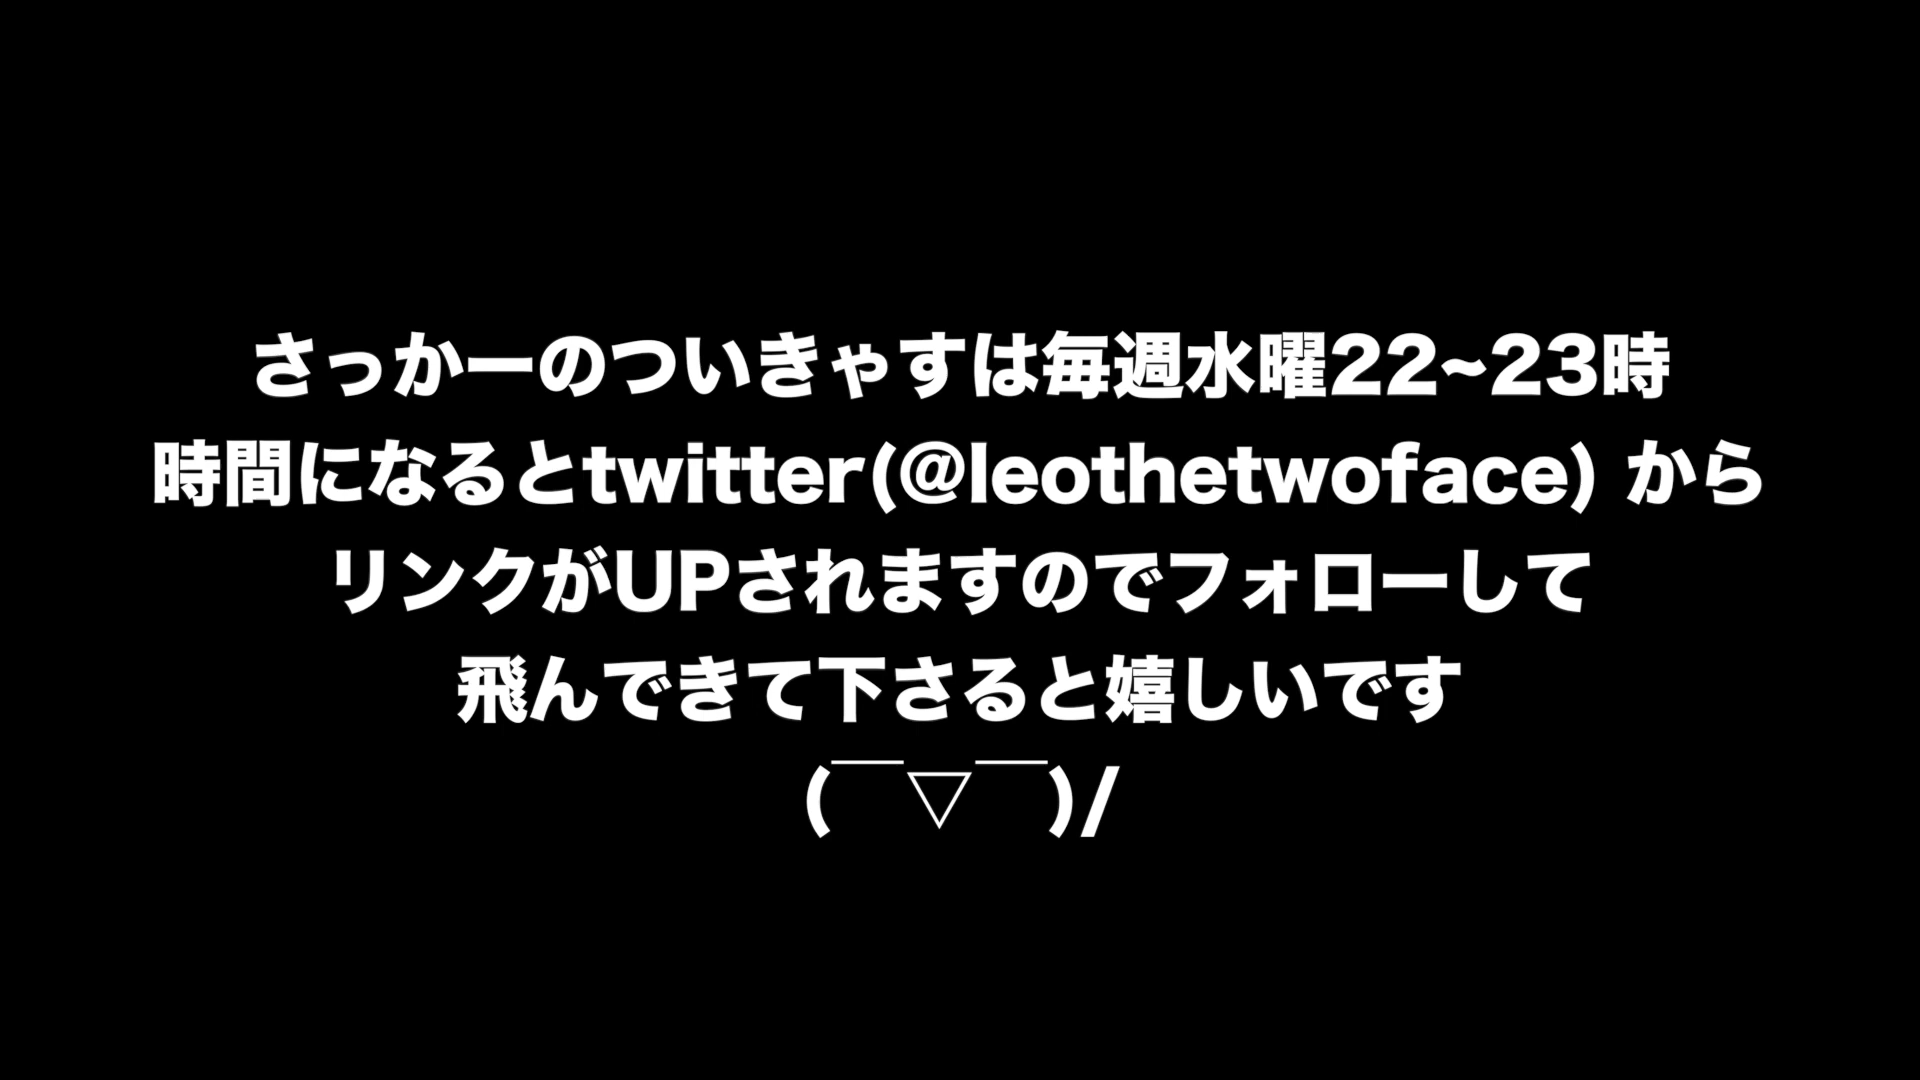 さっかーのついきゃすは毎週水曜22~23時
時間になるとtwitter(@leothetwoface) から
リンクがUPされますのでフォローして
飛んできて下さると嬉しいです
(￣▽￣)/